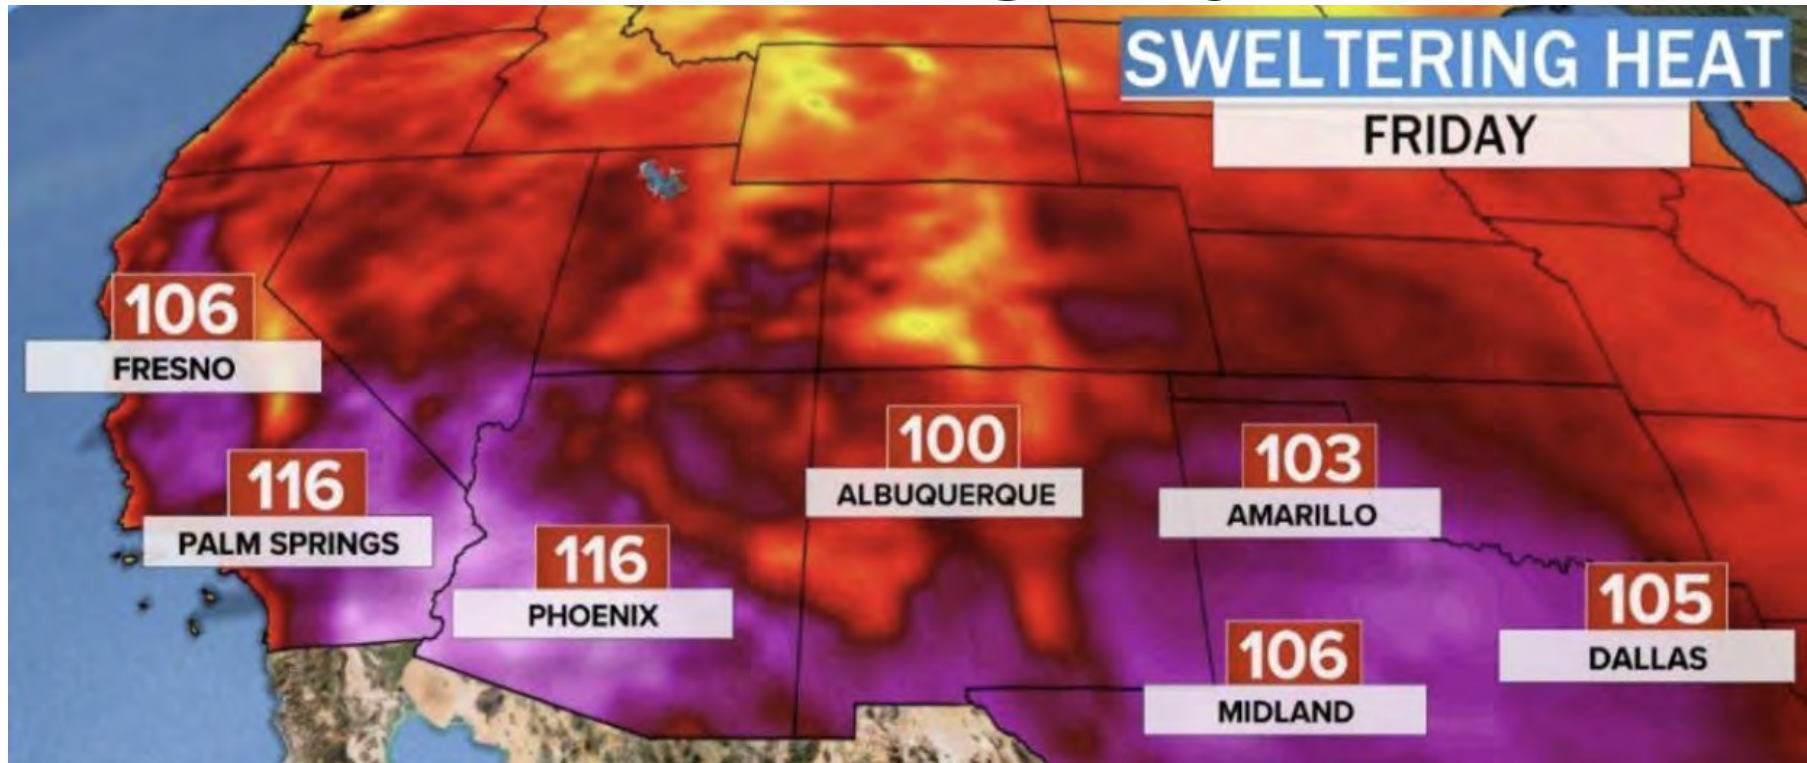 SWELTERING HEAT
FRIDAY
106
FRESNO
116
PALM SPRINGS
116
PHOENIX
100
ALBUQUERQUE
103
AMARILLO
106
MIDLAND
105
DALLAS